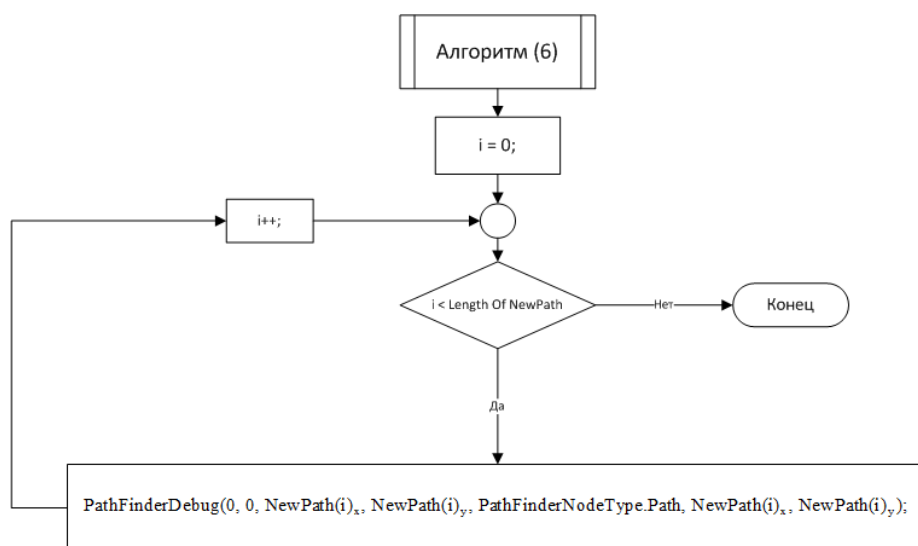 Алгоритм (6)
i = 0;
i++;
i < Length Of NewPath
Нет
Конец
Да
PathFinderDebug(0, 0, NewPath(i)ₓ, NewPath(i)ᵧ, PathFinderNodeType.Path, NewPath(i)ₓ, NewPath(i)ᵧ);